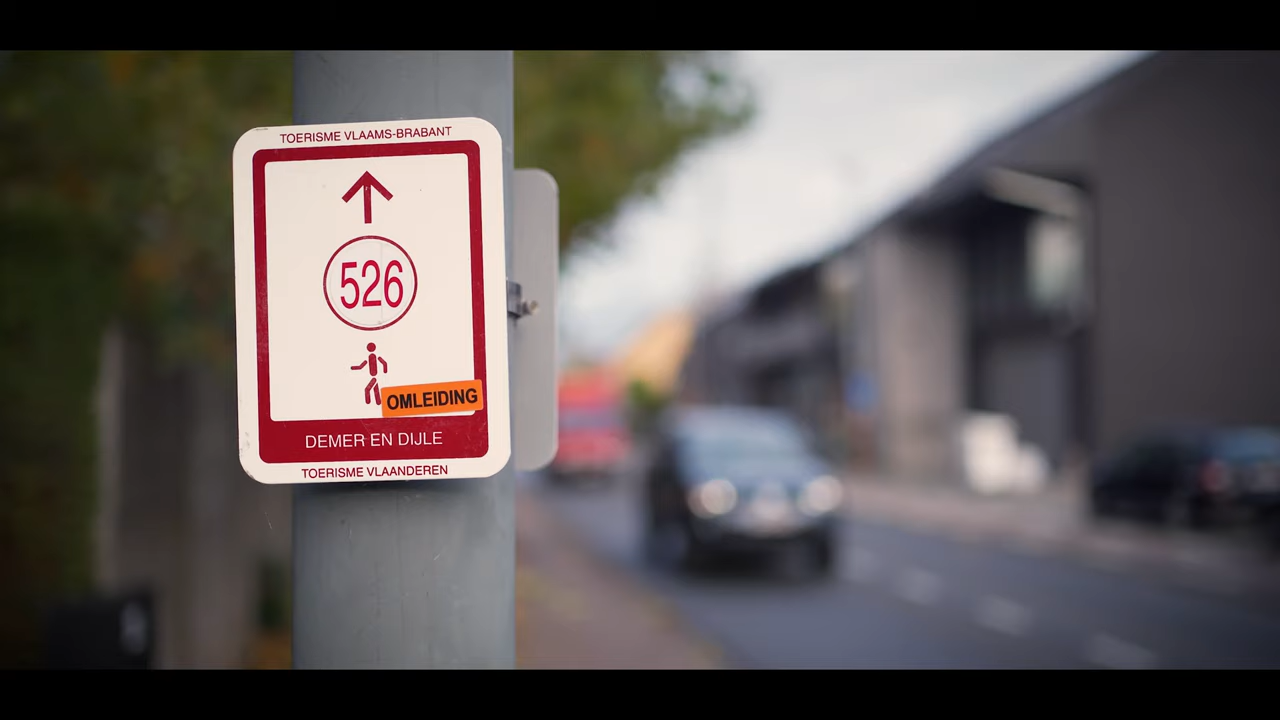 TOERISME VLAAMS-BRABANT
526
OMLEIDING
DEMER EN DIJLE
TOERISME VLAANDEREN